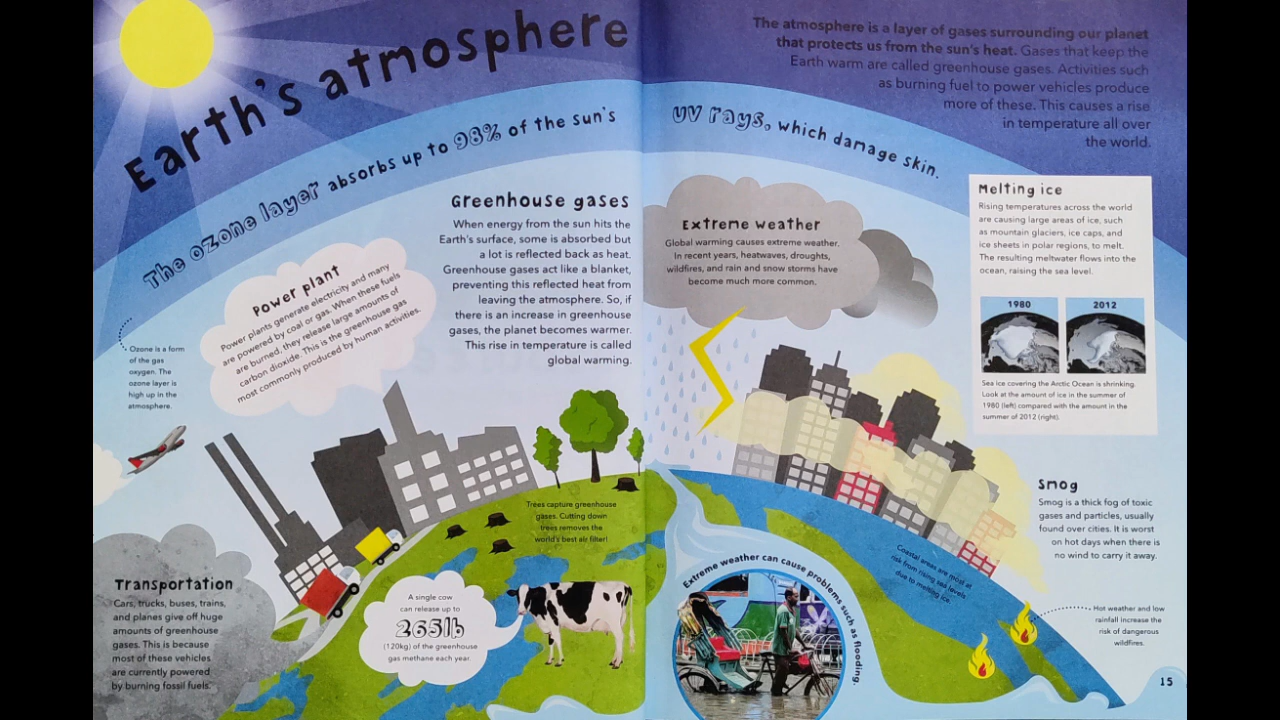 Earth's atmosphere
The atmosphere is a layer of gases surrounding our planet
that protects us from the sun's heat. Gases that keep the
Earth warm are called greenhouse gases. Activities such
as burning fuel to power vehicles produce
more of these. This causes a rise
in temperature all over
the world.
The ozone layer absorbs up to 98% of the sun's UV rays, which damage skin.
Ozone is a form
of the gas
oxygen. The
ozone layer is
high up in the
atmosphere.
Power plant
Power plants generate electricity and many
are powered by coal or gas. When these fuels
are burned, they release large amounts of
carbon dioxide. This is the greenhouse gas
most commonly produced by human activities.
Greenhouse gases
When energy from the sun hits the
Earth's surface, some is absorbed but
a lot is reflected back as heat.
Greenhouse gases act like a blanket,
preventing this reflected heat from
leaving the atmosphere. So, if
there is an increase in greenhouse
gases, the planet becomes warmer.
This rise in temperature is called
global warming.
Trees capture greenhouse
gases. Cutting down
trees removes the
world's best air filter!
Transportation
Cars, trucks, buses, trains,
and planes give off huge
amounts of greenhouse
gases. This is because
most of these vehicles
are currently powered
by burning fossil fuels.
A single cow
can release up to
265lb
(120kg) of the greenhouse
gas methane each year.
Extreme weather
Global warming causes extreme weather.
In recent years, heatwaves, droughts,
wildfires, and rain and snow storms have
become much more common.
Melting ice
Rising temperatures across the world
are causing large areas of ice, such
as mountain glaciers, ice caps, and
ice sheets in polar regions, to melt.
The resulting meltwater flows into the
ocean, raising the sea level.
1980 2012
Sea ice covering the Arctic Ocean is shrinking.
Look at the amount of ice in the summer of
1980 (left) compared with the amount in the
summer of 2012 (right).
Smog
Smog is a thick fog of toxic
gases and particles, usually
found over cities. It is worst
on hot days when there is
no wind to carry it away.
Coastal areas are most at
risk from rising sea levels
due to melting ice.
Extreme weather can cause problems such as flooding.
Hot weather and low
rainfall increase the
risk of dangerous
wildfires.
15